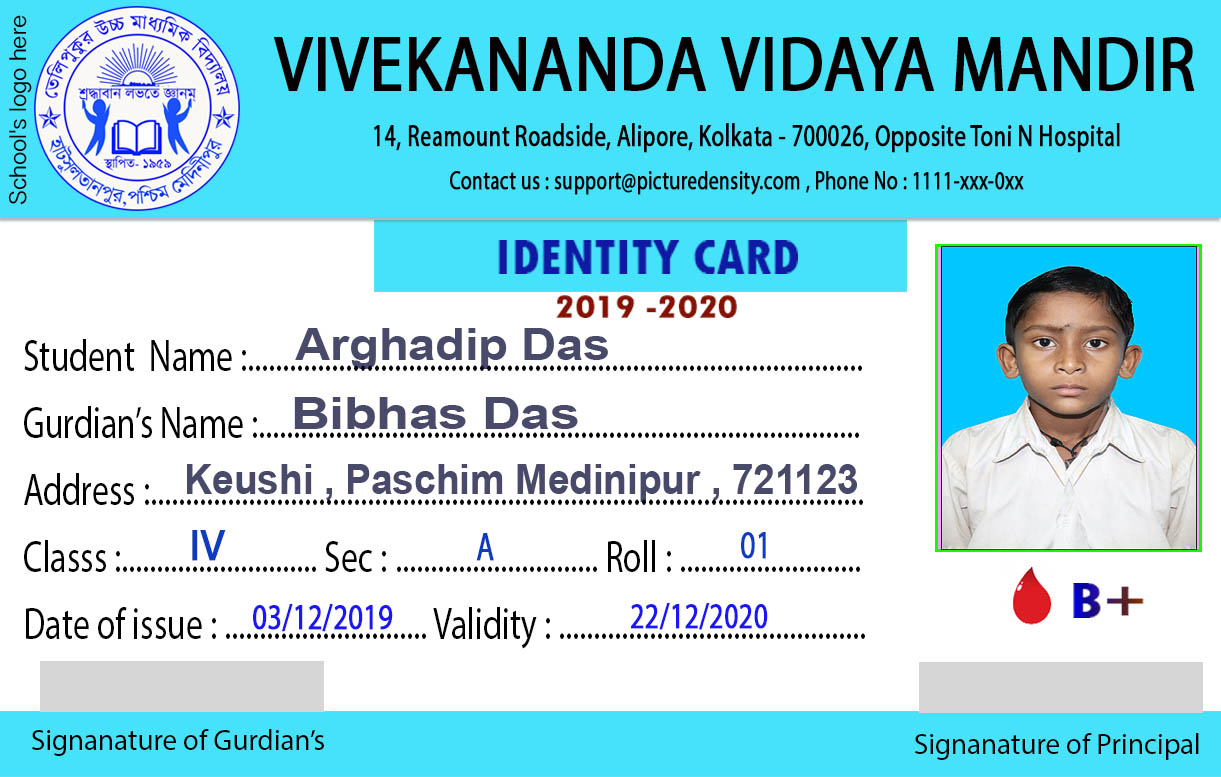 School's logo here
তেলিপুকুর উচ্চ মাধ্যমিক বিদ্যালয়
শ্রদ্ধাবান লভতে জ্ঞানম্
স্থাপিত- ১৯৫৯
হাটসুলতানপুর,পশ্চিম মেদিনীপুর
VIVEKANANDA VIDAYA MANDIR
14, Reamount Roadside, Alipore, Kolkata - 700026, Opposite Toni N Hospital
Contact us : support@picturedensity.com , Phone No : 1111-xxx-0xx
IDENTITY CARD
2019 -2020
Student Name :.......Arghadip Das.......
Gurdian’s Name :.......Bibhas Das.......
Address :.......Keushi , Paschim Medinipur , 721123
Classs :.......IV....... Sec : .......A....... Roll : .......01.......
Date of issue : .......03/12/2019....... Validity : .......22/12/2020.......
B+
Signanature of Gurdian’s
Signanature of Principal